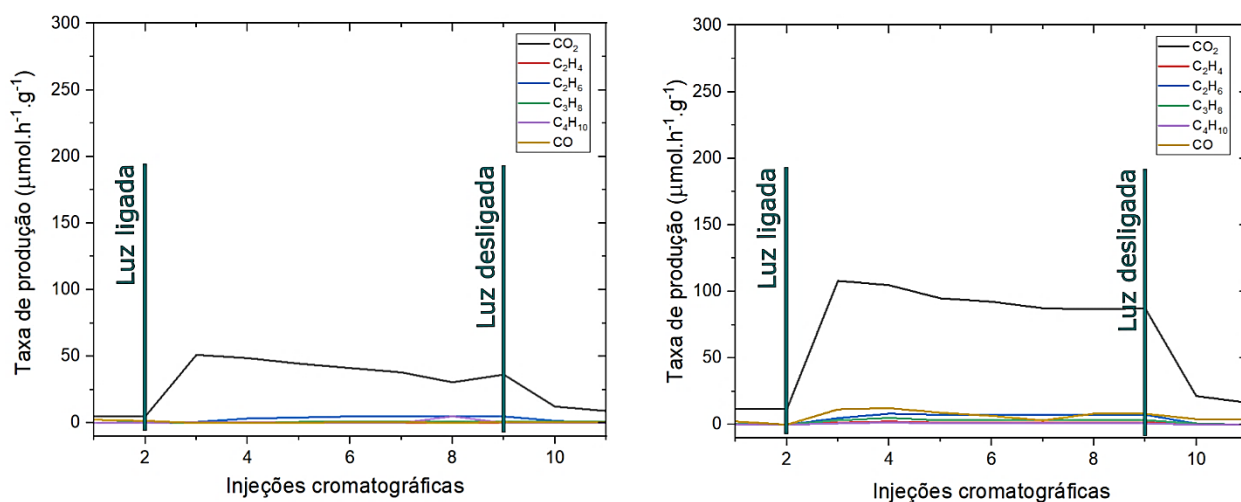 Taxa de produção (µmol.h⁻¹.g⁻¹)
300
250
200
150
100
50
0
CO₂
C₂H₄
C₂H₆
C₃H₈
C₄H₁₀
CO
Luz ligada
Luz desligada
2
4
6
8
10
Injeções cromatográficas
Taxa de produção (µmol.h⁻¹.g⁻¹)
300
250
200
150
100
50
0
CO₂
C₂H₄
C₂H₆
C₃H₈
C₄H₁₀
CO
Luz ligada
Luz desligada
2
4
6
8
10
Injeções cromatográficas